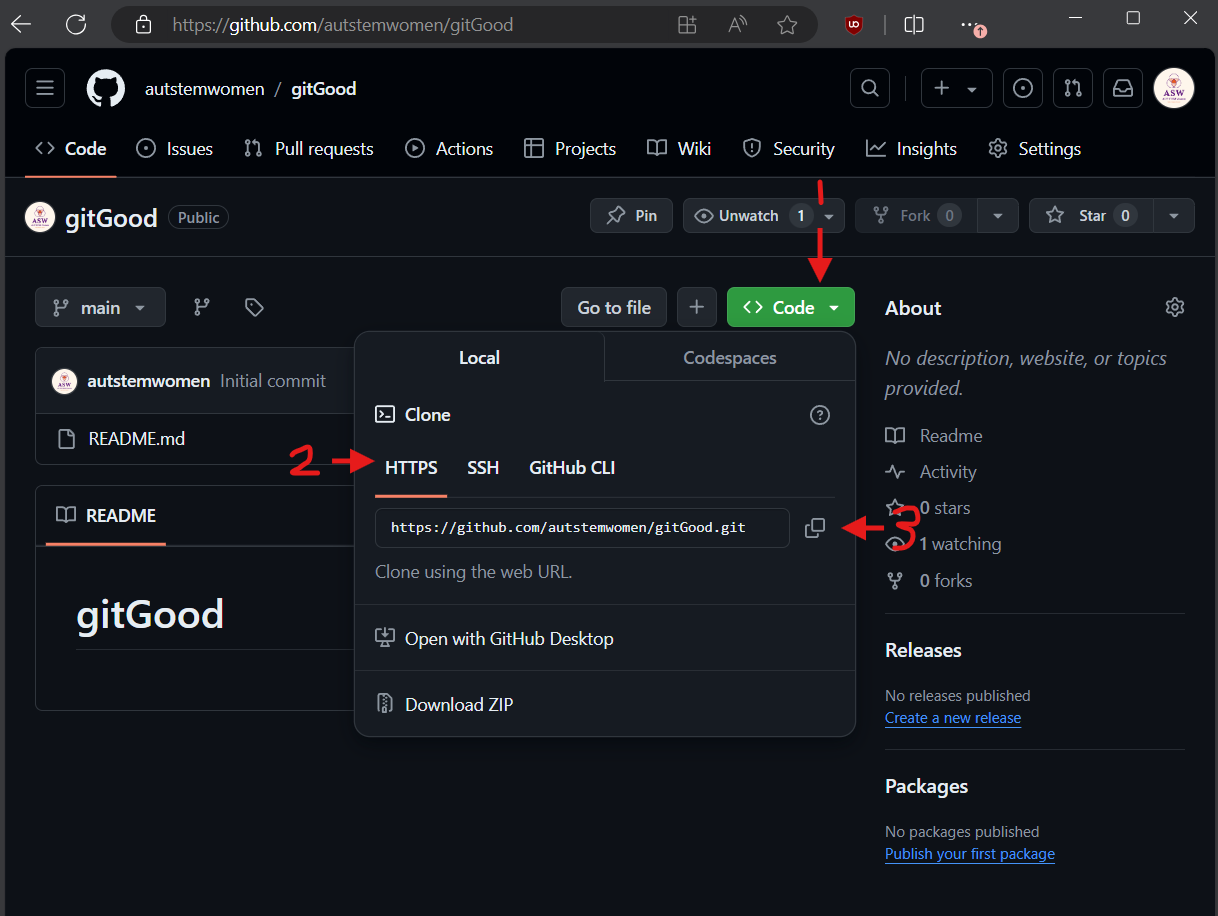 https://github.com/autstemwomen/gitGood
autstemwomen / gitGood
ASW
Code Issues Pull requests Actions Projects Wiki Security Insights Settings
ASW gitGood Public Pin Unwatch 1 Fork 0 Star 0
1
main Go to file + Code
About
No description, website, or topics
provided.
autstemwomen Initial commit
README.md
README
gitGood
Local Codespaces
Clone
2
HTTPS SSH GitHub CLI
https://github.com/autstemwomen/gitGood.git
3
Clone using the web URL.
Open with GitHub Desktop
Download ZIP
Readme
Activity
0 stars
1 watching
0 forks
Releases
No releases published
Create a new release
Packages
No packages published
Publish your first package